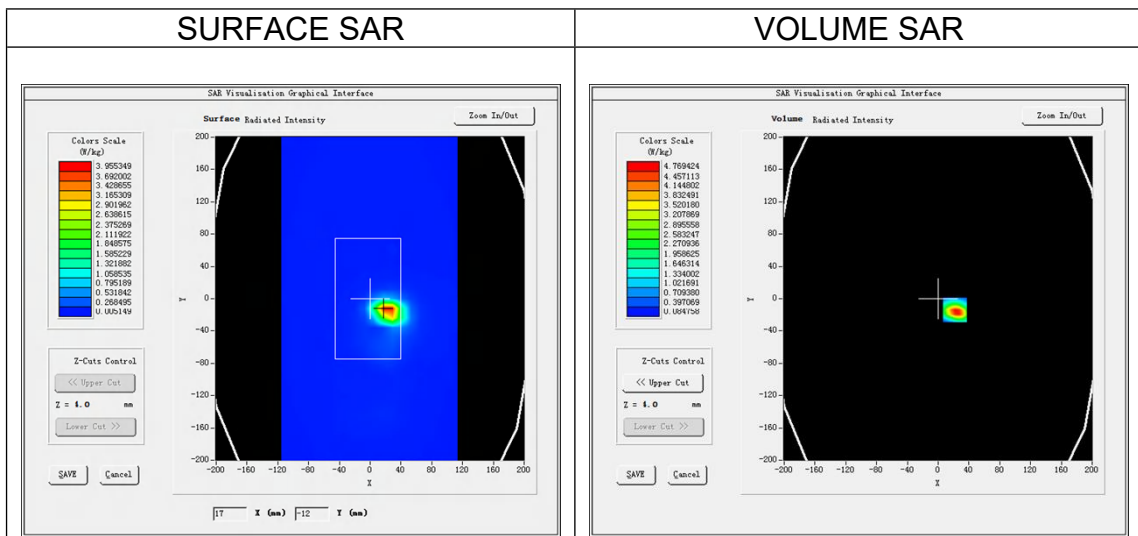 SURFACE SAR
VOLUME SAR
SAR Visualisation Graphical Interface
Surface Radiated Intensity
Zoom In/Out
Colors Scale
(W/kg)
3.955349
3.692002
3.428655
3.165309
2.901962
2.638615
2.375269
2.111922
1.848575
1.585229
1.321882
1.058535
0.795189
0.531842
0.268495
0.005149
Z-Cuts Control
<< Upper Cut
Z = 4.0 mm
Lower Cut >>
SAVE Cancel
200
160
120
80
40
0
-40
-80
-120
-160
-200
Y
-200 -160 -120 -80 -40 0 40 80 120 160 200
X
17 X (mm) -12 Y (mm)
SAR Visualisation Graphical Interface
Volume Radiated Intensity
Zoom In/Out
Colors Scale
(W/kg)
4.769424
4.457113
4.144802
3.832491
3.520180
3.207869
2.895558
2.583247
2.270936
1.958625
1.646314
1.334002
1.021691
0.709380
0.397069
0.084758
Z-Cuts Control
<< Upper Cut
Z = 4.0 mm
Lower Cut >>
SAVE Cancel
200
160
120
80
40
0
-40
-80
-120
-160
-200
Y
-200 -160 -120 -80 -40 0 40 80 120 160 200
X